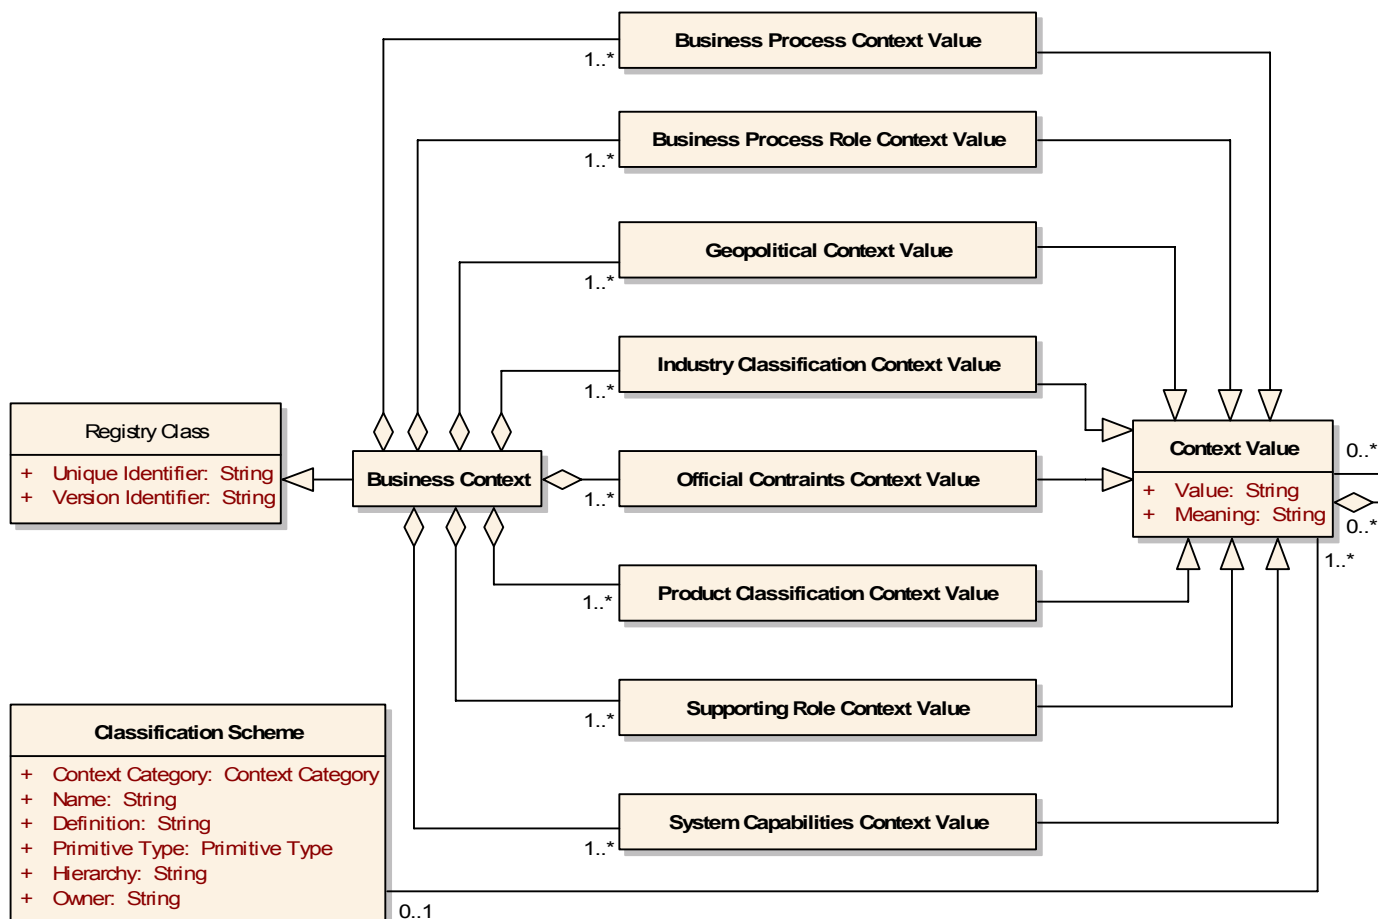 Business Process Context Value
1..*
Business Process Role Context Value
1..*
Geopolitical Context Value
1..*
Industry Classification Context Value
1..*
Registry Class
+ Unique Identifier: String
+ Version Identifier: String
Business Context
1..*
Official Contraints Context Value
Context Value
+ Value: String
+ Meaning: String
0..*
0..*
1..*
Product Classification Context Value
1..*
Supporting Role Context Value
1..*
System Capabilities Context Value
1..*
Classification Scheme
+ Context Category: Context Category
+ Name: String
+ Definition: String
+ Primitive Type: Primitive Type
+ Hierarchy: String
+ Owner: String
0..1